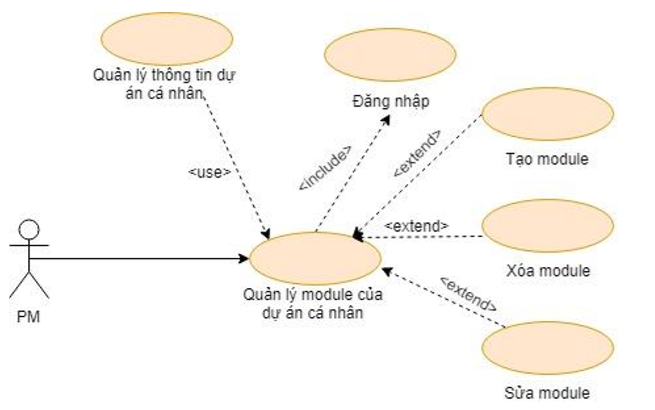 Quản lý thông tin dự
án cá nhân
Đăng nhập
Tạo module
<use>
<include>
<extend>
<extend>
Xóa module
PM
Quản lý module của
dự án cá nhân
<extend>
Sửa module